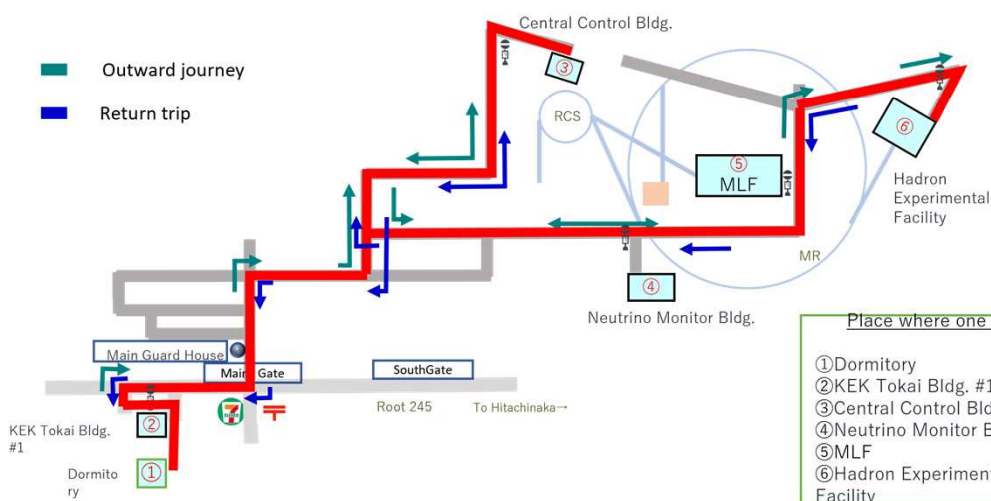 Central Control Bldg.
Outward journey
Return trip
③
RCS
⑤
MLF
⑥
Hadron
Experimental
Facility
MR
④
Neutrino Monitor Bldg.
Main Guard House
Main Gate
SouthGate
Root 245
To Hitachinaka→
7
〒
②
KEK Tokai Bldg.
#1
①
Dormito
ry
Place where one
①Dormitory
②KEK Tokai Bldg. #1
③Central Control Bld
④Neutrino Monitor B
⑤MLF
⑥Hadron Experiment
Facility